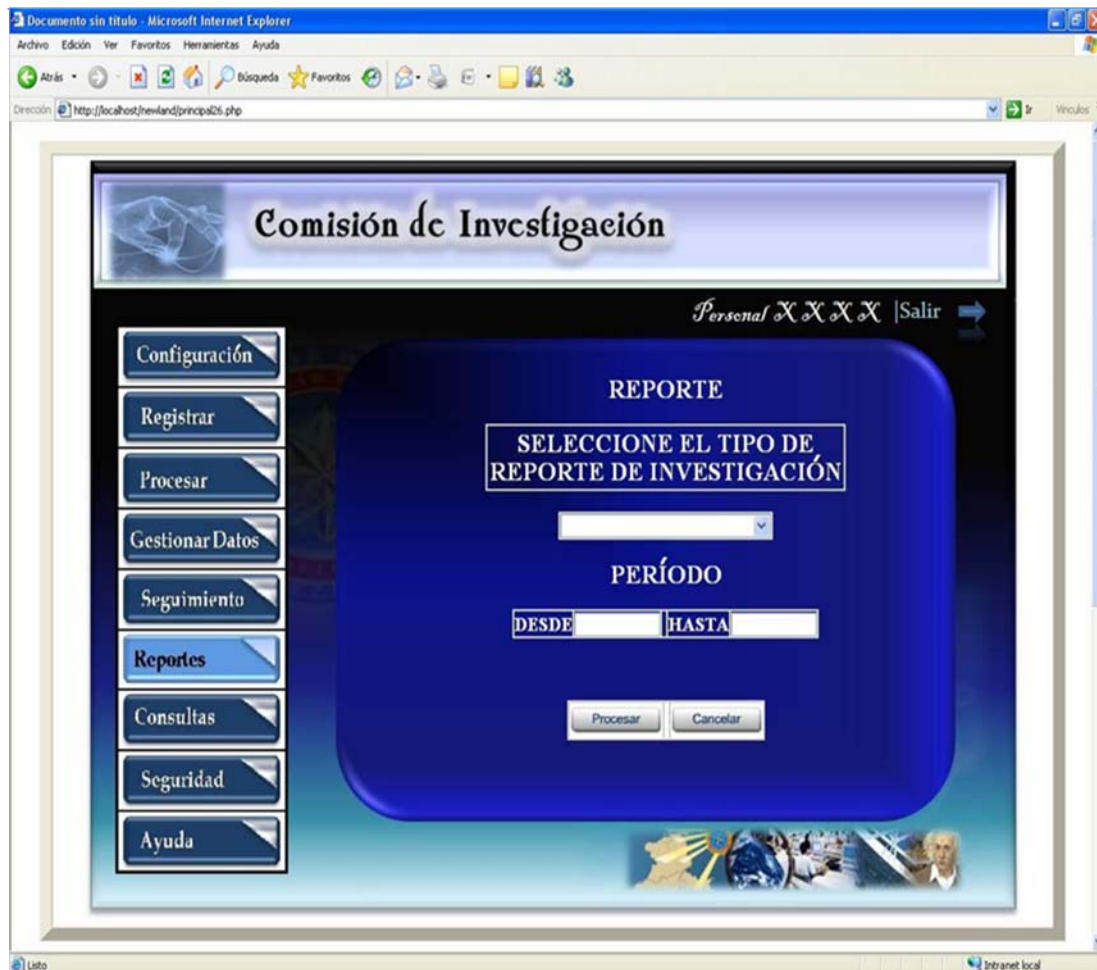 Documento sin título - Microsoft Internet Explorer
Archivo Edición Ver Favoritos Herramientas Ayuda
Atrás Búsqueda Favoritos
Dirección http://localhost/newland/principal26.php Ir Vínculos
Comisión de Investigación
Personal X X X X |Salir
Configuración
Registrar
Procesar
Gestionar Datos
Seguimiento
Reportes
Consultas
Seguridad
Ayuda
REPORTE
SELECCIONE EL TIPO DE
REPORTE DE INVESTIGACIÓN
PERÍODO
DESDE HASTA
Procesar Cancelar
Listo Intranet local